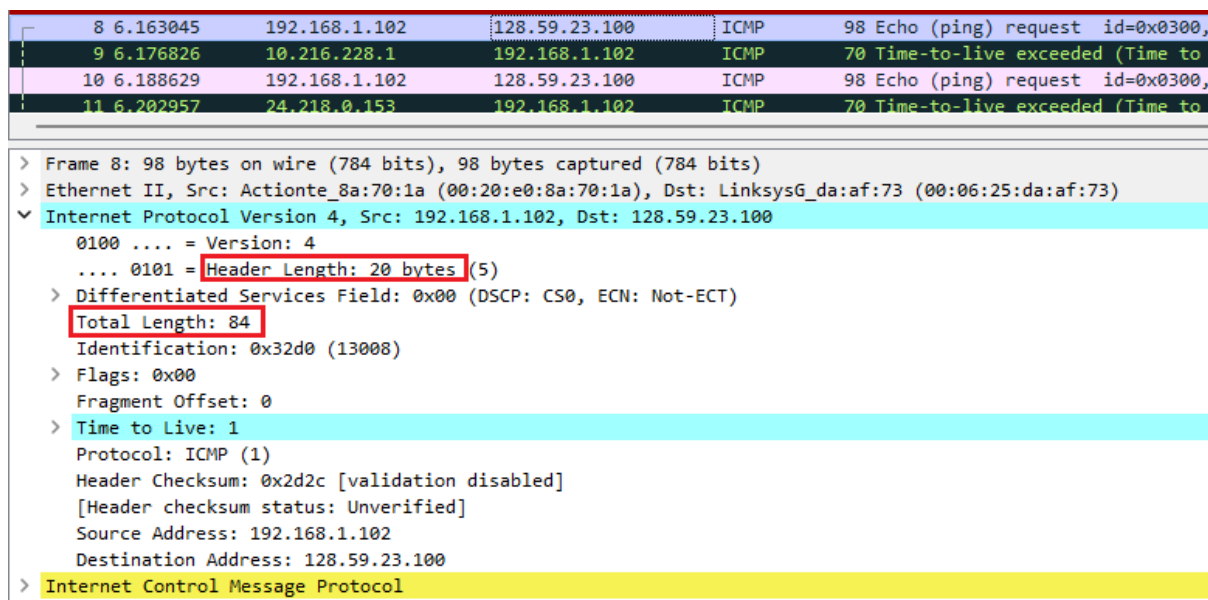 8 6.163045 192.168.1.102 128.59.23.100 ICMP 98 Echo (ping) request id=0x0300,
9 6.176826 10.216.228.1 192.168.1.102 ICMP 70 Time-to-live exceeded (Time to
10 6.188629 192.168.1.102 128.59.23.100 ICMP 98 Echo (ping) request id=0x0300,
11 6.202957 24.218.0.153 192.168.1.102 ICMP 70 Time-to-live exceeded (Time to
> Frame 8: 98 bytes on wire (784 bits), 98 bytes captured (784 bits)
> Ethernet II, Src: Actionte_8a:70:1a (00:20:e0:8a:70:1a), Dst: LinksysG_da:af:73 (00:06:25:da:af:73)
Internet Protocol Version 4, Src: 192.168.1.102, Dst: 128.59.23.100
0100 .... = Version: 4
.... 0101 = Header Length: 20 bytes (5)
> Differentiated Services Field: 0x00 (DSCP: CS0, ECN: Not-ECT)
Total Length: 84
Identification: 0x32d0 (13008)
> Flags: 0x00
Fragment Offset: 0
> Time to Live: 1
Protocol: ICMP (1)
Header Checksum: 0x2d2c [validation disabled]
[Header checksum status: Unverified]
Source Address: 192.168.1.102
Destination Address: 128.59.23.100
> Internet Control Message Protocol